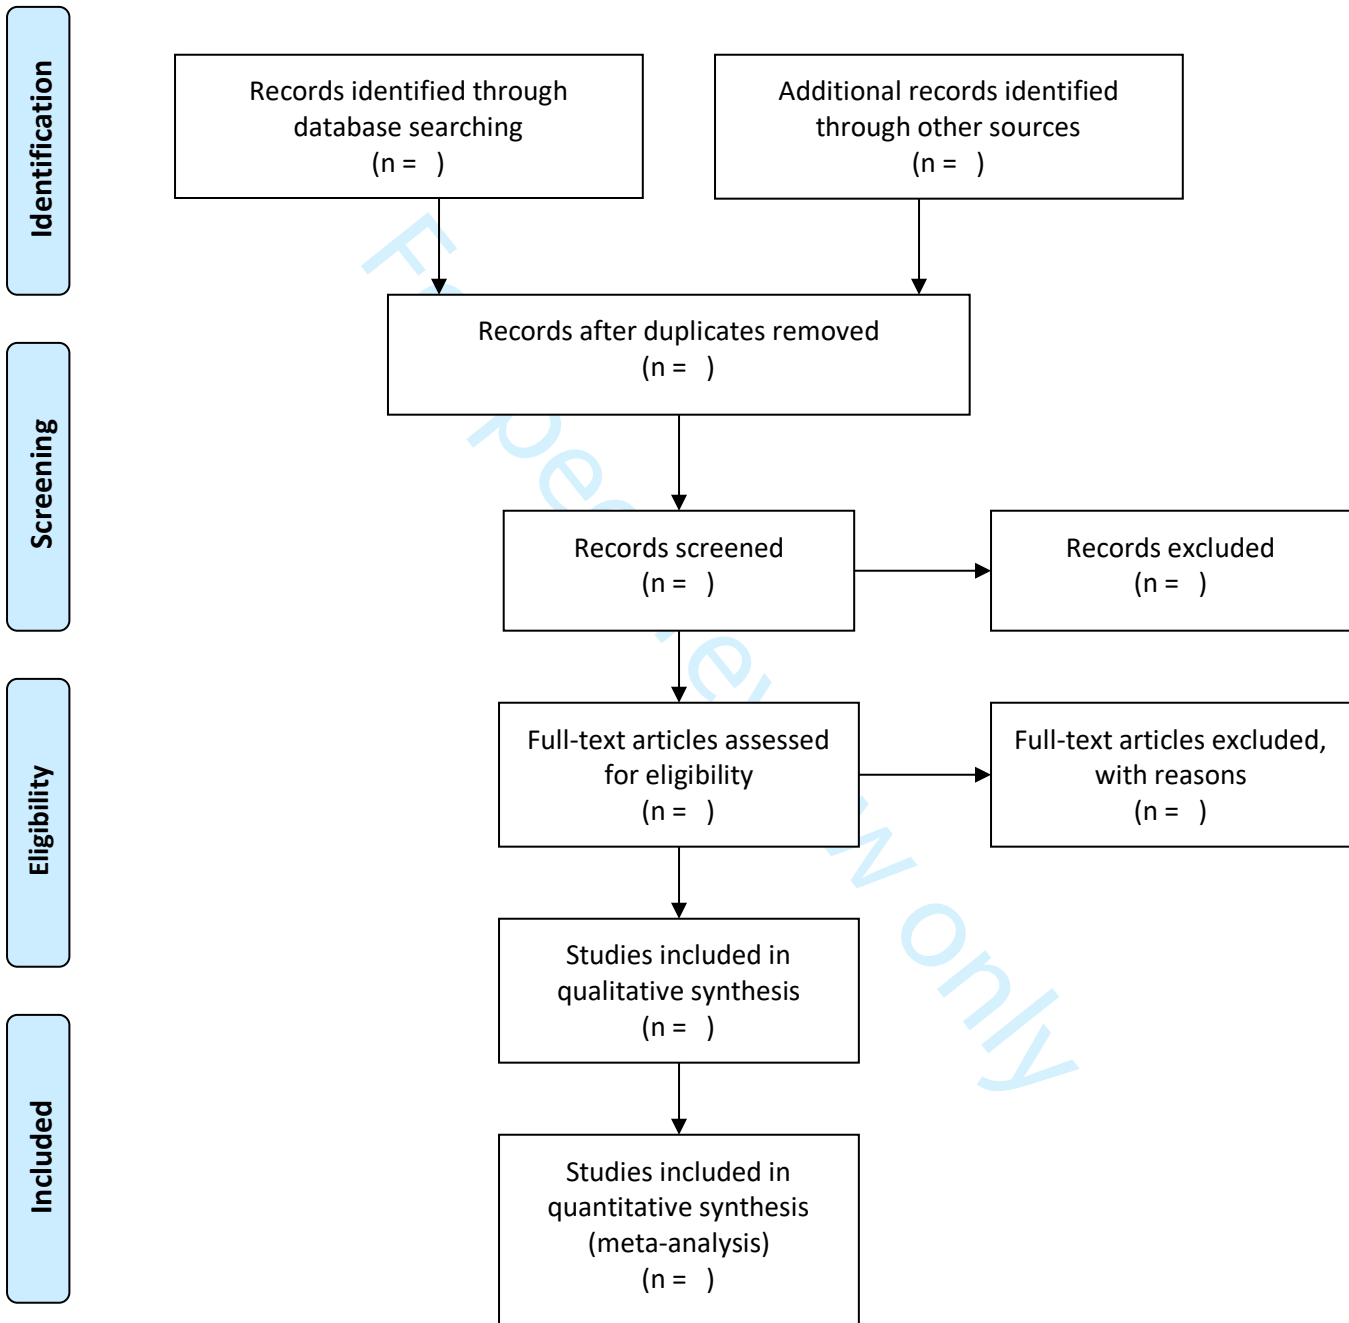 Identification
Records identified through
database searching
(n =   )
Additional records identified
through other sources
(n =   )
Records after duplicates removed
(n =   )
Screening
Records screened
(n =   )
Records excluded
(n =   )
Eligibility
Full-text articles assessed
for eligibility
(n =   )
Full-text articles excluded,
with reasons
(n =   )
Studies included in
qualitative synthesis
(n =   )
Included
Studies included in
quantitative synthesis
(meta-analysis)
(n =   )
only